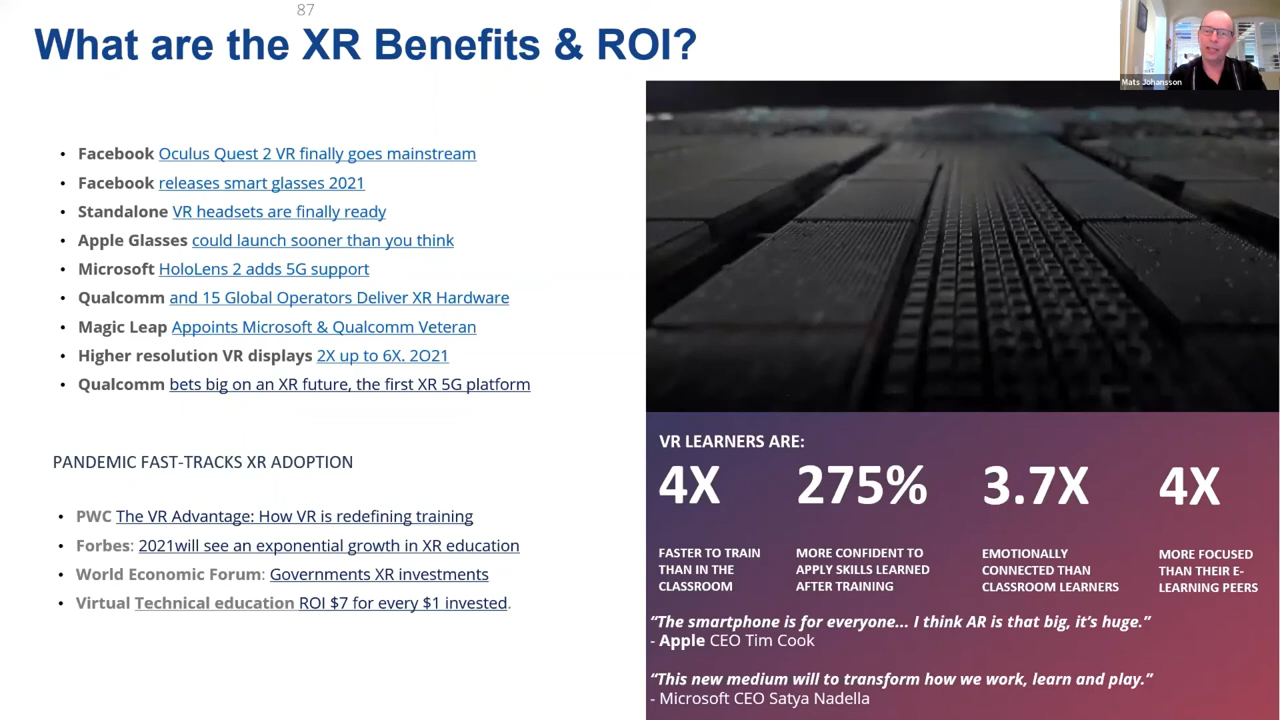 87
What are the XR Benefits & ROI?
Mats Johansson
• Facebook Oculus Quest 2 VR finally goes mainstream
• Facebook releases smart glasses 2021
• Standalone VR headsets are finally ready
• Apple Glasses could launch sooner than you think
• Microsoft HoloLens 2 adds 5G support
• Qualcomm and 15 Global Operators Deliver XR Hardware
• Magic Leap Appoints Microsoft & Qualcomm Veteran
• Higher resolution VR displays 2X up to 6X. 2O21
• Qualcomm bets big on an XR future, the first XR 5G platform
PANDEMIC FAST-TRACKS XR ADOPTION
• PWC The VR Advantage: How VR is redefining training
• Forbes: 2021will see an exponential growth in XR education
• World Economic Forum: Governments XR investments
• Virtual Technical education ROI $7 for every $1 invested.
VR LEARNERS ARE:
4X
FASTER TO TRAIN
THAN IN THE
CLASSROOM
275%
MORE CONFIDENT TO
APPLY SKILLS LEARNED
AFTER TRAINING
3.7X
EMOTIONALLY
CONNECTED THAN
CLASSROOM LEARNERS
4X
MORE FOCUSED
THAN THEIR E-
LEARNING PEERS
“The smartphone is for everyone... I think AR is that big, it’s huge.”
- Apple CEO Tim Cook
“This new medium will to transform how we work, learn and play.”
- Microsoft CEO Satya Nadella